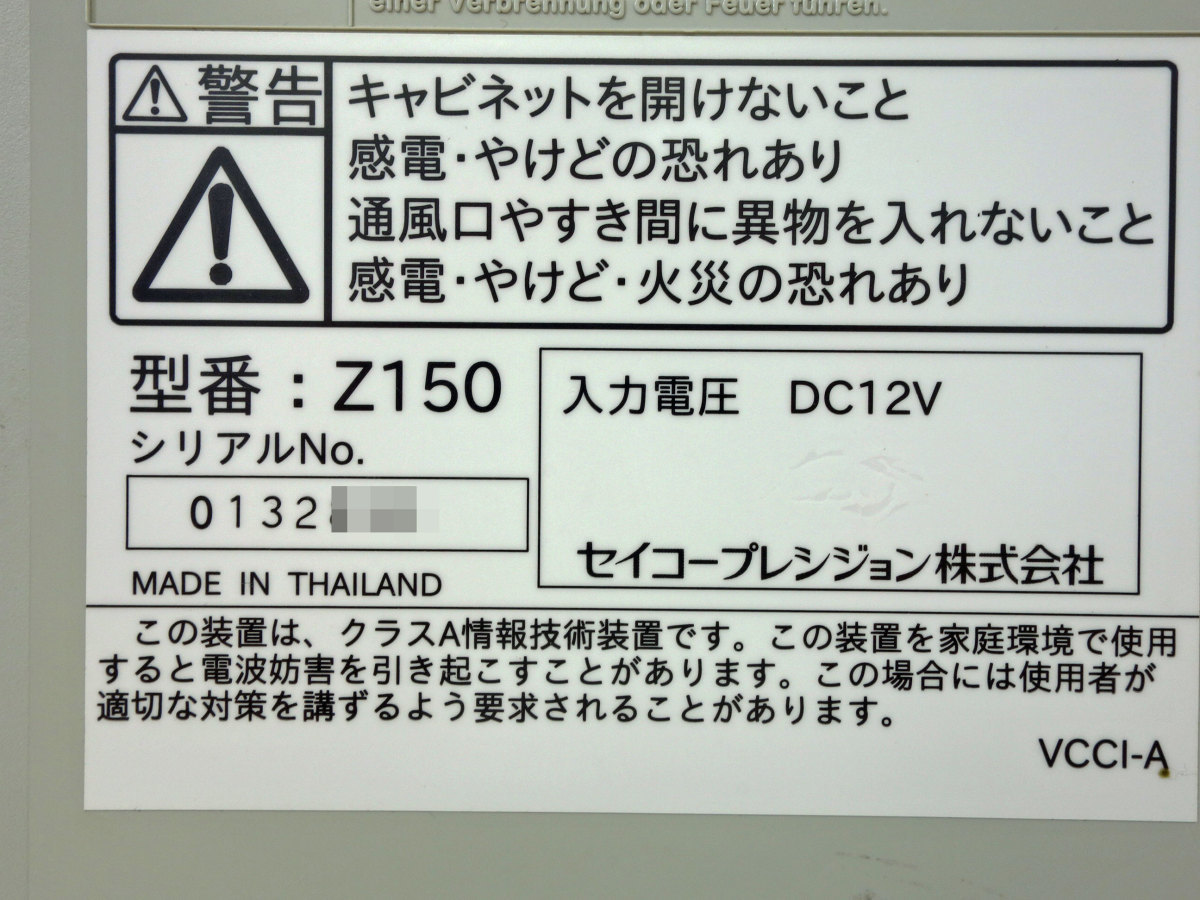 einer Verbrennung oder Feuer führen.
警告
キャビネットを開けないこと
感電・やけどの恐れあり
通風口やすき間に異物を入れないこと
感電・やけど・火災の恐れあり
型番：Z150
シリアルNo.
0132
MADE IN THAILAND
入力電圧　DC12V
セイコープレシジョン株式会社
この装置は、クラスA情報技術装置です。この装置を家庭環境で使用
すると電波妨害を引き起こすことがあります。この場合には使用者が
適切な対策を講ずるよう要求されることがあります。
VCCI-A